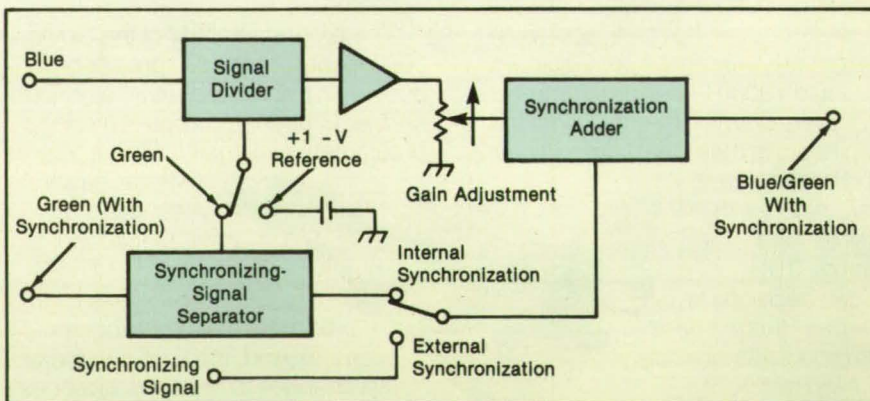 Blue
Signal
Divider
+1 -V
Reference
Green
Synchronization
Adder
Gain Adjustment
Blue/Green
With
Synchronization
Green (With
Synchronization)
Synchronizing-
Signal
Separator
Internal
Synchronization
External
Synchronization
Synchronizing
Signal